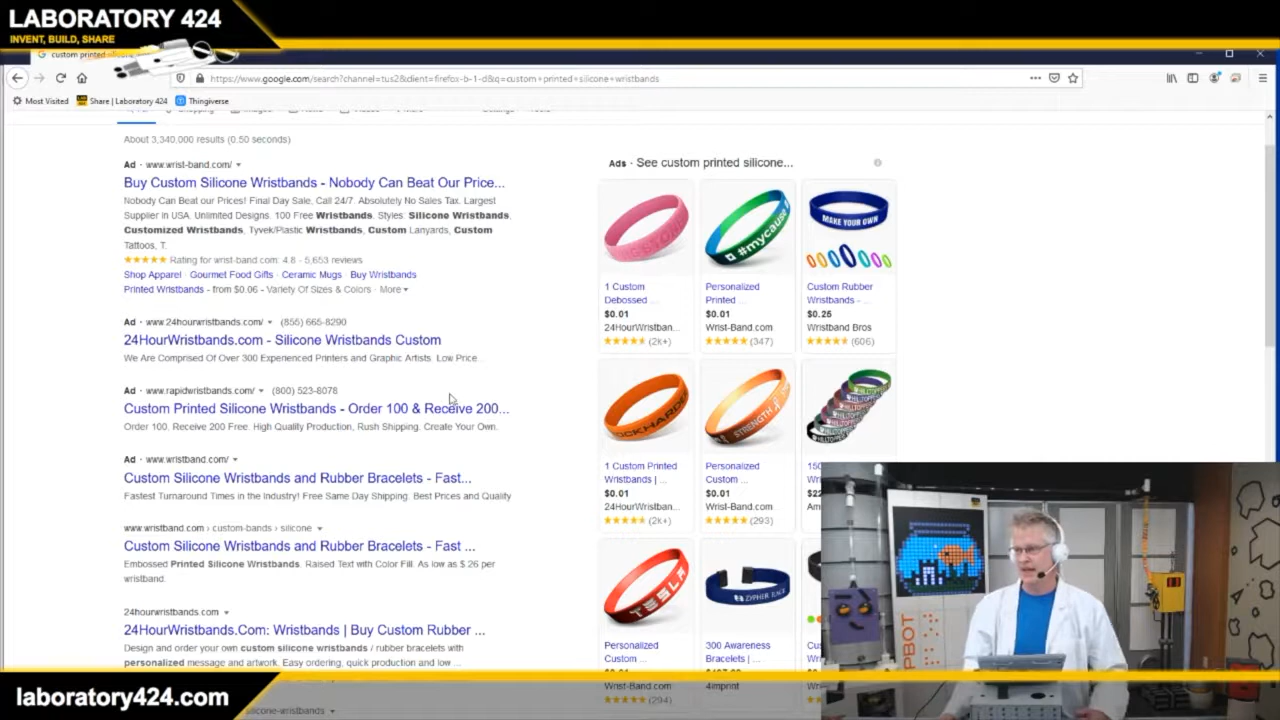 LABORATORY 424
INVENT, BUILD, SHARE
custom printed
https://www.google.com/search?channel=tus2&client=firefox-b-1-d&q=custom+printed+silicone+wristbands
Most Visited
Share | Laboratory 424
Thingiverse
About 3,340,000 results (0.50 seconds)
Ad · www.wrist-band.com/
Buy Custom Silicone Wristbands - Nobody Can Beat Our Price...
Nobody Can Beat our Prices! Final Day Sale, Call 24/7. Absolutely No Sales Tax. Largest
Supplier in USA. Unlimited Designs. 100 Free Wristbands. Styles: Silicone Wristbands,
Customized Wristbands, Tyvek/Plastic Wristbands, Custom Lanyards, Custom
Tattoos, T.
Rating for wrist-band.com: 4.8 - 5,653 reviews
Shop Apparel · Gourmet Food Gifts · Ceramic Mugs · Buy Wristbands
Printed Wristbands - from $0.06 - Variety Of Sizes & Colors · More
Ad · www.24hourwristbands.com/ (855) 665-8290
24HourWristbands.com - Silicone Wristbands Custom
We Are Comprised Of Over 300 Experienced Printers and Graphic Artists. Low Price...
Ad · www.rapidwristbands.com/ (800) 523-8078
Custom Printed Silicone Wristbands - Order 100 & Receive 200...
Order 100, Receive 200 Free. High Quality Production, Rush Shipping. Create Your Own.
Ad · www.wristband.com/
Custom Silicone Wristbands and Rubber Bracelets - Fast...
Fastest Turnaround Times in the Industry! Free Same Day Shipping. Best Prices and Quality
www.wristband.com › custom-bands › silicone
Custom Silicone Wristbands and Rubber Bracelets - Fast ...
Embossed Printed Silicone Wristbands. Raised Text with Color Fill. As low as $.26 per
wristband.
24hourwristbands.com
24HourWristbands.Com: Wristbands | Buy Custom Rubber ...
Design and order your own custom silicone wristbands / rubber bracelets with
personalized message and artwork. Easy ordering, quick production and low ...
Ads · See custom printed silicone...
#mycause
MAKE YOUR OWN
1 Custom
Debossed ...
$0.01
24HourWristban...
(2k+)
Personalized
Printed ...
$0.01
Wrist-Band.com
(347)
Custom Rubber
Wristbands - ...
$0.25
Wristband Bros
(606)
STRENGTH
1 Custom Printed
Wristbands | ...
$0.01
24HourWristban...
(2k+)
Personalized
Custom ...
$0.01
Wrist-Band.com
(293)
TESLA
Personalized
Custom ...
Wrist-Band.com
(294)
300 Awareness
Bracelets | ...
4imprint
PBOT
laboratory424.com